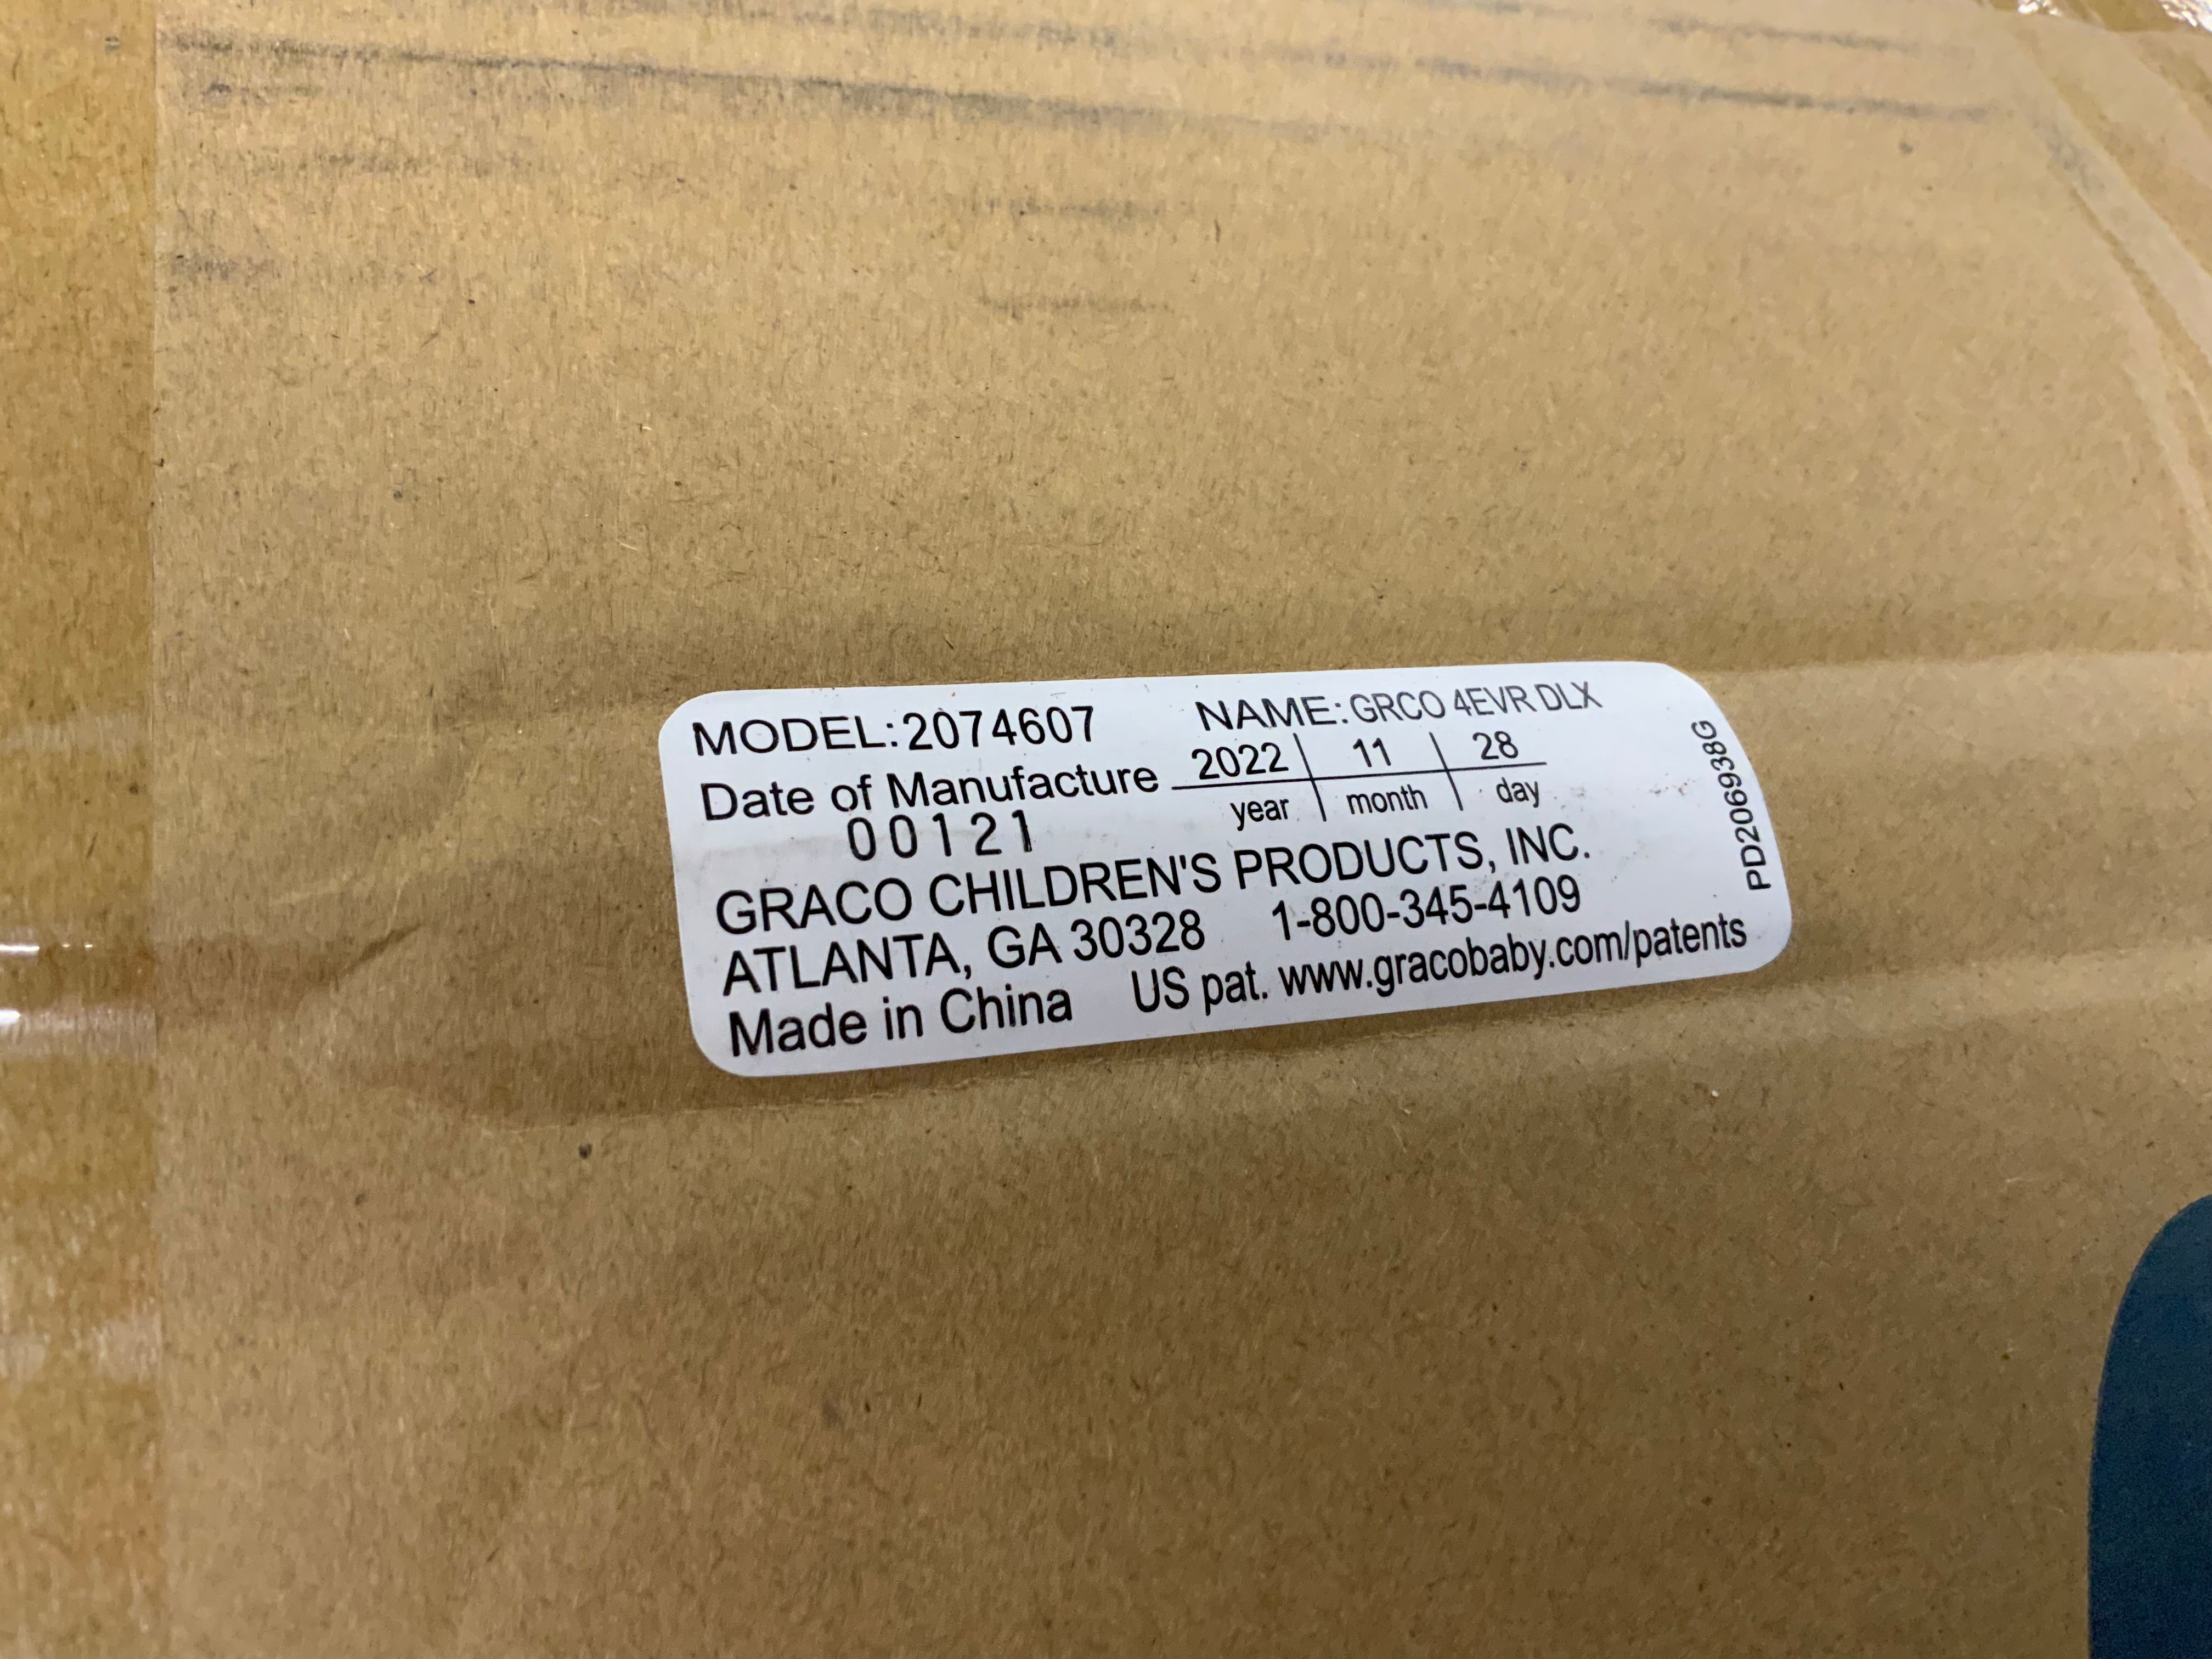 MODEL:2074607 NAME:GRCO 4EVR DLX
Date of Manufacture 2022 11 28
year month day
00121
GRACO CHILDREN'S PRODUCTS, INC.
ATLANTA, GA 30328 1-800-345-4109
Made in China US pat. www.gracobaby.com/patents
PD206938G